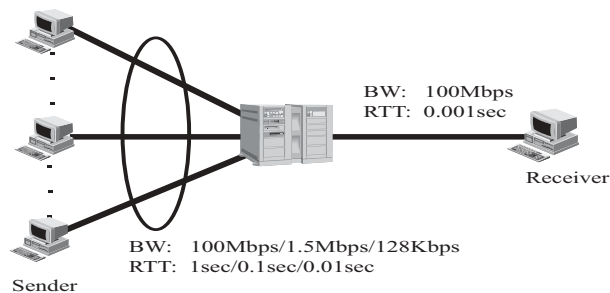 BW: 100Mbps
RTT: 0.001sec
Receiver
BW: 100Mbps/1.5Mbps/128Kbps
RTT: 1sec/0.1sec/0.01sec
Sender